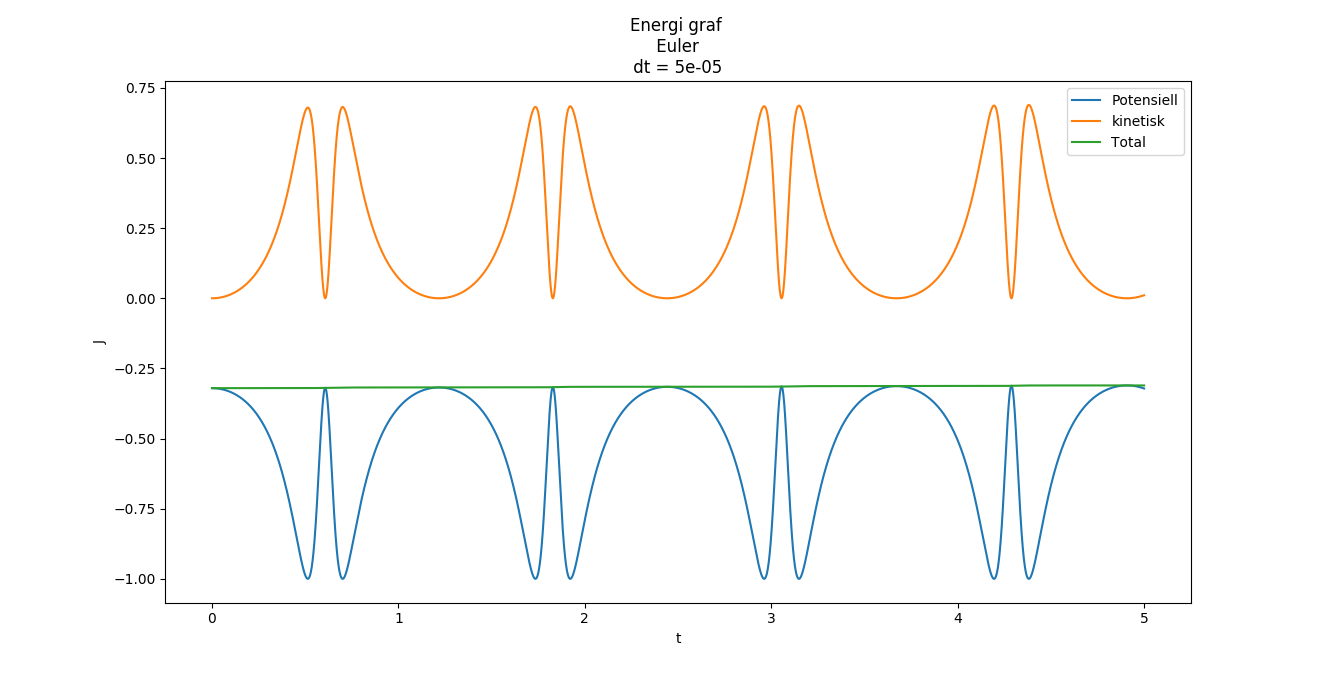 Energi graf
Euler
dt = 5e-05
0.75
0.50
0.25
0.00
−0.25
−0.50
−0.75
−1.00
J
Potensiell
kinetisk
Total
0
1
2
3
4
5
t